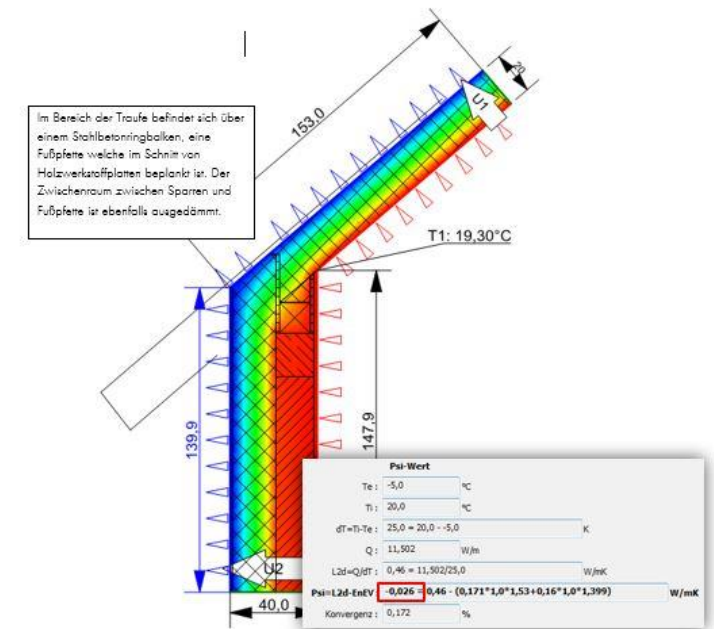 153,0
20
U1
Im Bereich der Traufe befindet sich über
einem Stahlbetonringbalken, eine
Fußpfette welche im Schnitt von
Holzwerkstoffplatten beplankt ist. Der
Zwischenraum zwischen Sparren und
Fußpfette ist ebenfalls ausgedämmt.
T1: 19,30°C
139,9
147,9
U2
40,0
Psi-Wert
Te : -5,0 °C
Ti : 20,0 °C
dT=Ti-Te : 25,0 = 20,0 - -5,0 K
Q : 11,502 W/m
L2d=Q/dT : 0,46 = 11,502/25,0 W/mK
Psi=L2d-EnEV : -0,026 = 0,46 - (0,171*1,0*1,53+0,16*1,0*1,399) W/mK
Konvergenz : 0,172 %